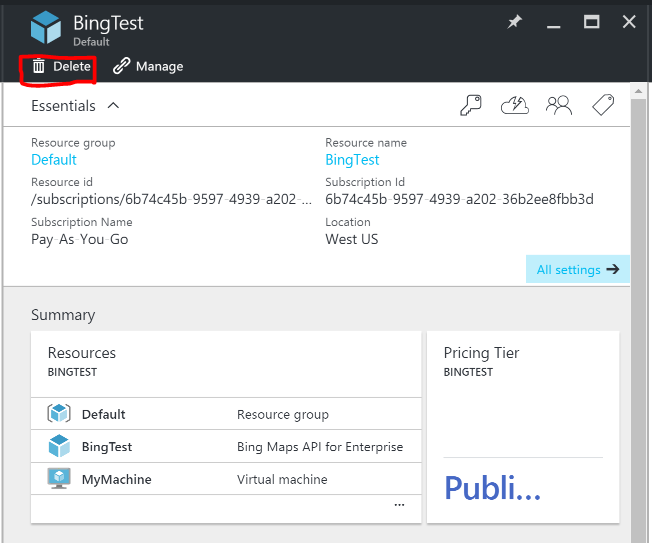 BingTest
Default
Delete Manage
Essentials
Resource group Resource name
Default BingTest
Resource id Subscription Id
/subscriptions/6b74c45b-9597-4939-a202-... 6b74c45b-9597-4939-a202-36b2ee8fbb3d
Subscription Name Location
Pay-As-You-Go West US
All settings
Summary
Resources Pricing Tier
BINGTEST BINGTEST
Default Resource group
BingTest Bing Maps API for Enterprise
MyMachine Virtual machine
...
Publi...